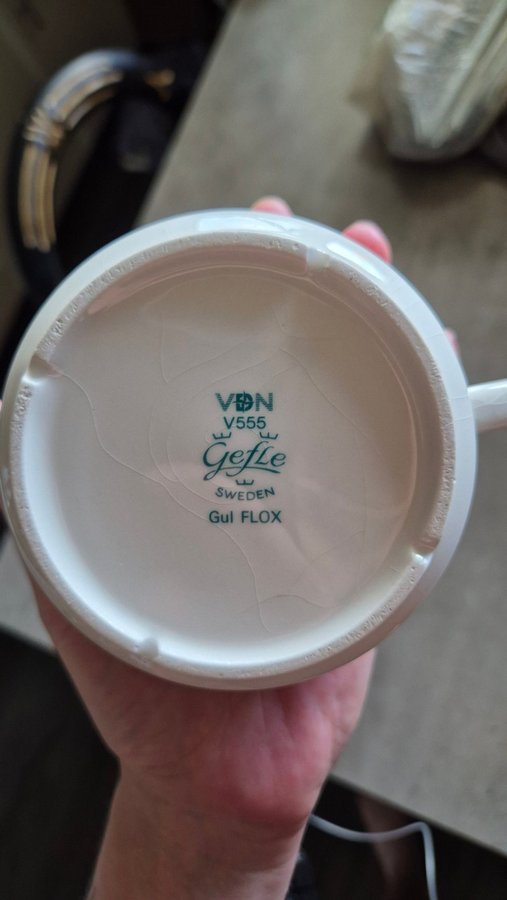 VDN
V555
Gefle
SWEDEN
Gul FLOX